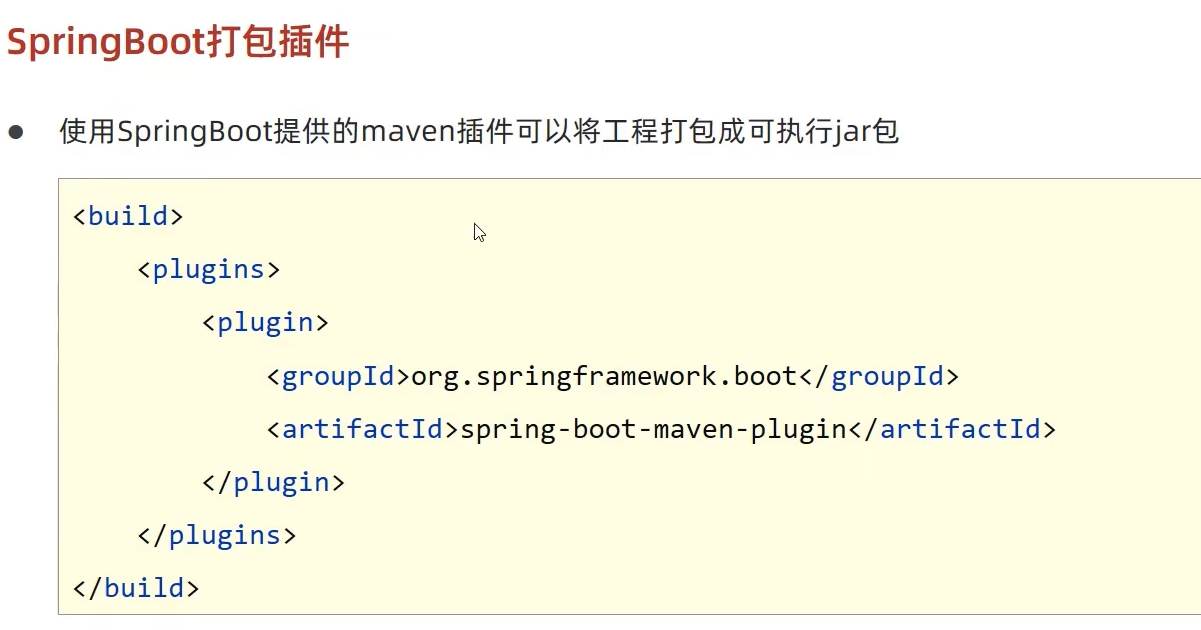 SpringBoot打包插件
● 使用SpringBoot提供的maven插件可以将工程打包成可执行jar包
<build>
    <plugins>
        <plugin>
            <groupId>org.springframework.boot</groupId>
            <artifactId>spring-boot-maven-plugin</artifactId>
        </plugin>
    </plugins>
</build>